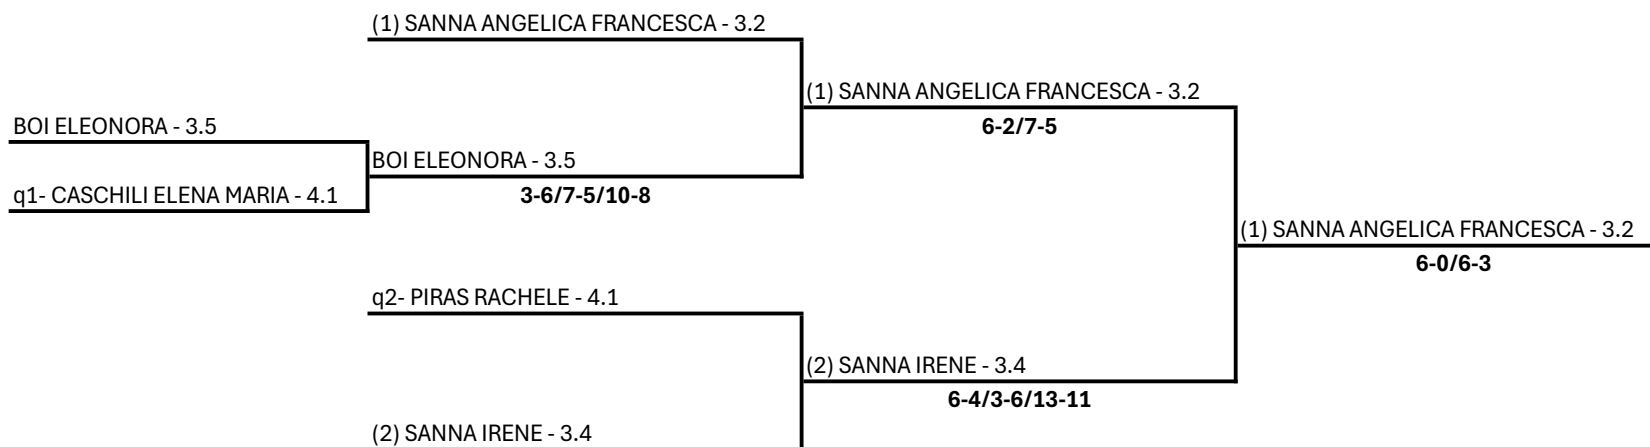 (1) SANNA ANGELICA FRANCESCA - 3.2
(1) SANNA ANGELICA FRANCESCA - 3.2
BOI ELEONORA - 3.5
6-2/7-5
BOI ELEONORA - 3.5
q1- CASCHILI ELENA MARIA - 4.1
3-6/7-5/10-8
(1) SANNA ANGELICA FRANCESCA - 3.2
6-0/6-3
q2- PIRAS RACHELE - 4.1
(2) SANNA IRENE - 3.4
6-4/3-6/13-11
(2) SANNA IRENE - 3.4